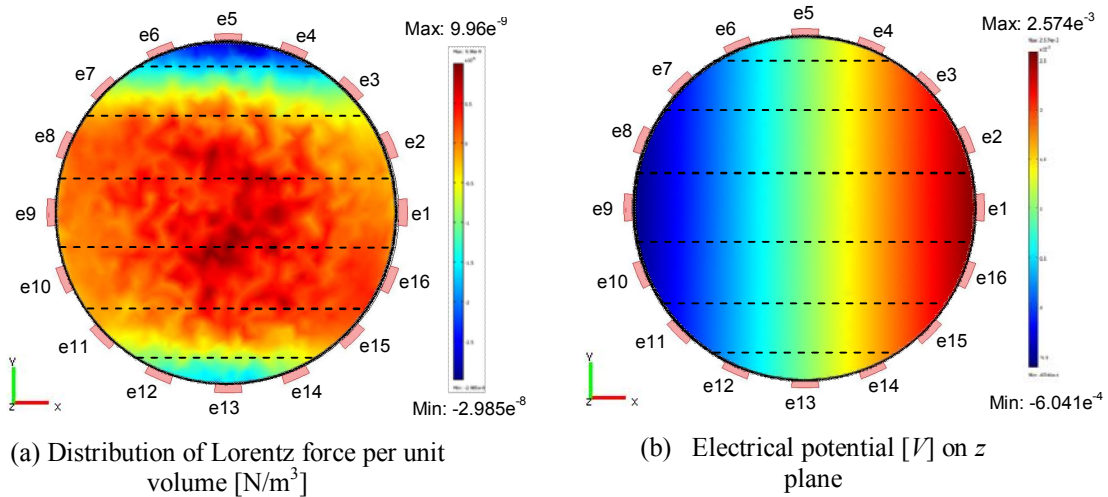 Max: 9.96e-9
e5
e6
e4
e7
e3
e8
e2
e9
e1
e10
e16
e11
e15
e12
e14
e13
Y
z
x
Min: -2.985e-8
(a) Distribution of Lorentz force per unit
volume [N/m3]
Max: 2.574e-3
e5
e6
e4
e7
e3
e8
e2
e9
e1
e10
e16
e11
e15
e12
e14
e13
Y
z
x
Min: -6.041e-4
(b) Electrical potential [V] on z
plane